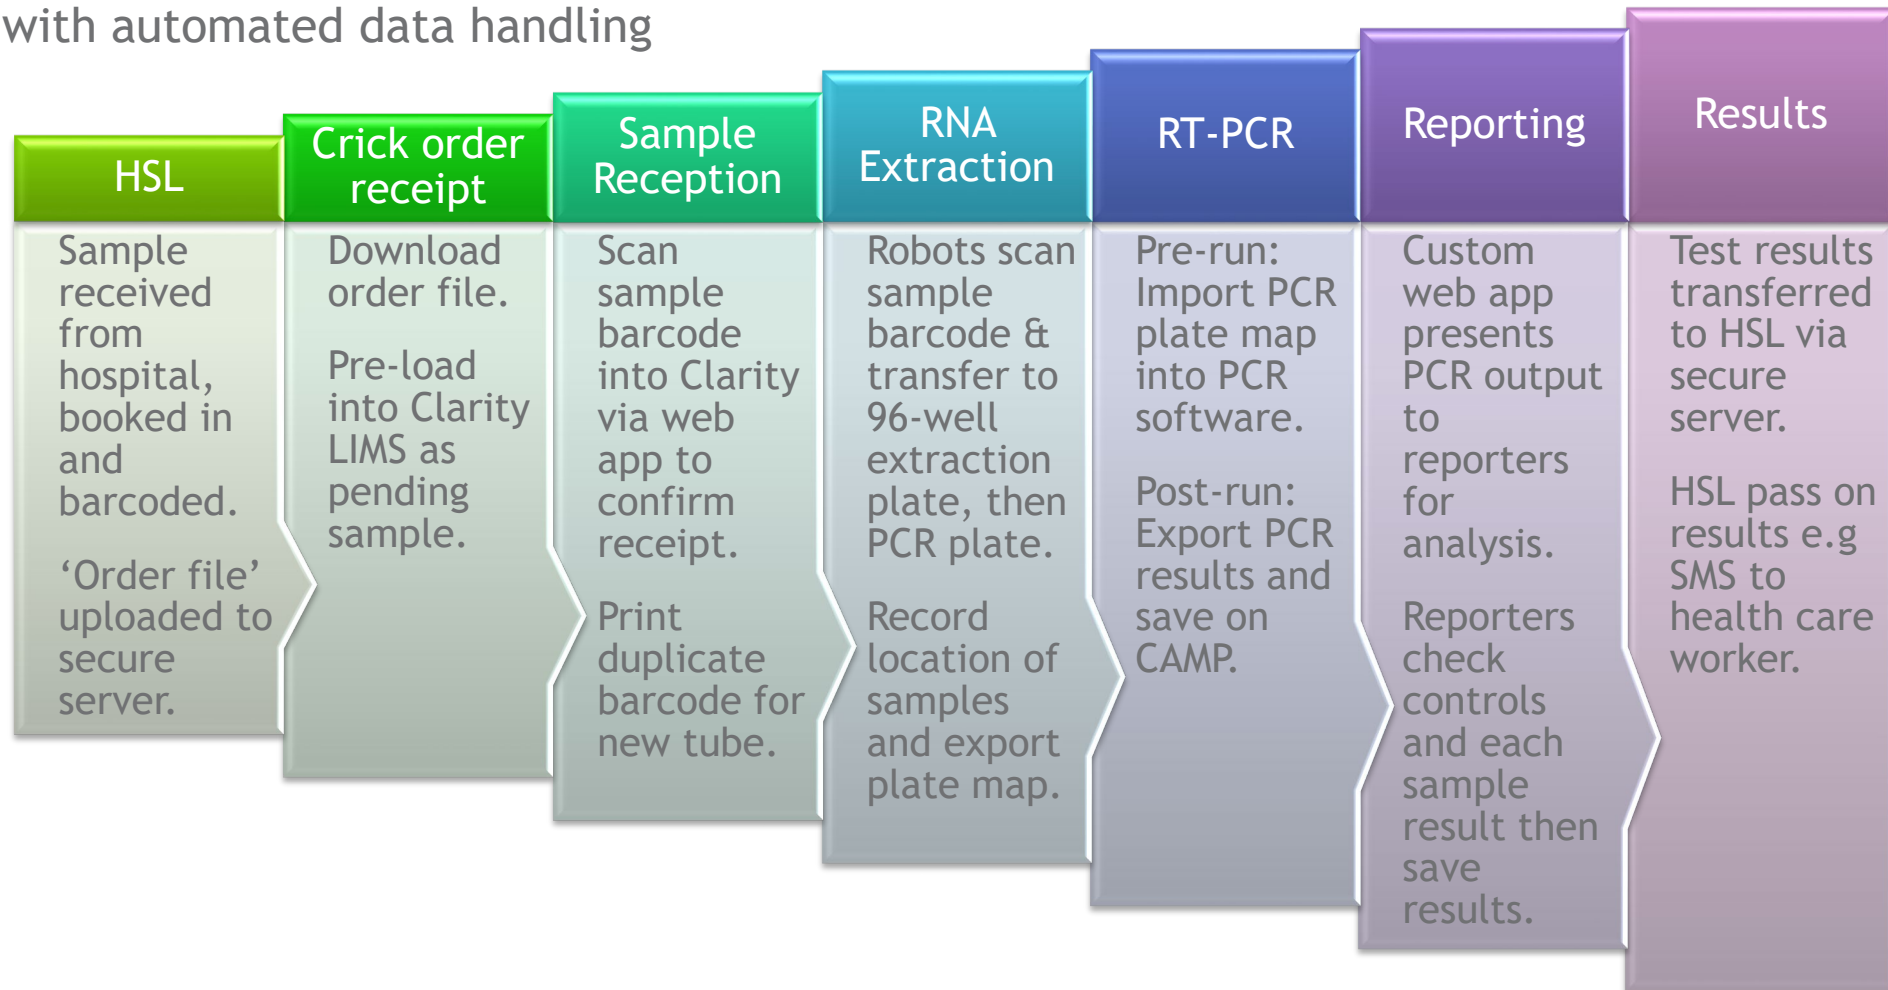 with automated data handling
HSL
Sample
received
from
hospital,
booked in
and
barcoded.
‘Order file’
uploaded to
secure
server.
Crick order
receipt
Download
order file.
Pre-load
into Clarity
LIMS as
pending
sample.
Sample
Reception
Scan
sample
barcode
into Clarity
via web
app to
confirm
receipt.
Print
duplicate
barcode for
new tube.
RNA
Extraction
Robots scan
sample
barcode &
transfer to
96-well
extraction
plate, then
PCR plate.
Record
location of
samples
and export
plate map.
RT-PCR
Pre-run:
Import PCR
plate map
into PCR
software.
Post-run:
Export PCR
results and
save on
CAMP.
Reporting
Custom
web app
presents
PCR output
to
reporters
for
analysis.
Reporters
check
controls
and each
sample
result then
save
results.
Results
Test results
transferred
to HSL via
secure
server.
HSL pass on
results e.g
SMS to
health care
worker.